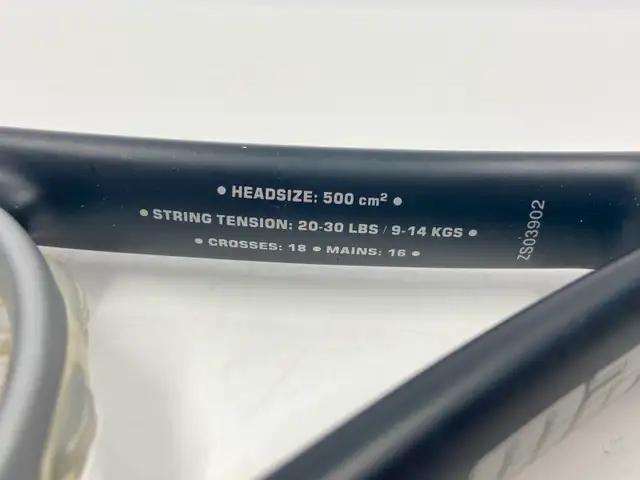 ● HEADSIZE: 500 cm² ●
● STRING TENSION: 20-30 LBS / 9-14 KGS ●
● CROSSES: 18 ● MAINS: 16 ●
ZS03902